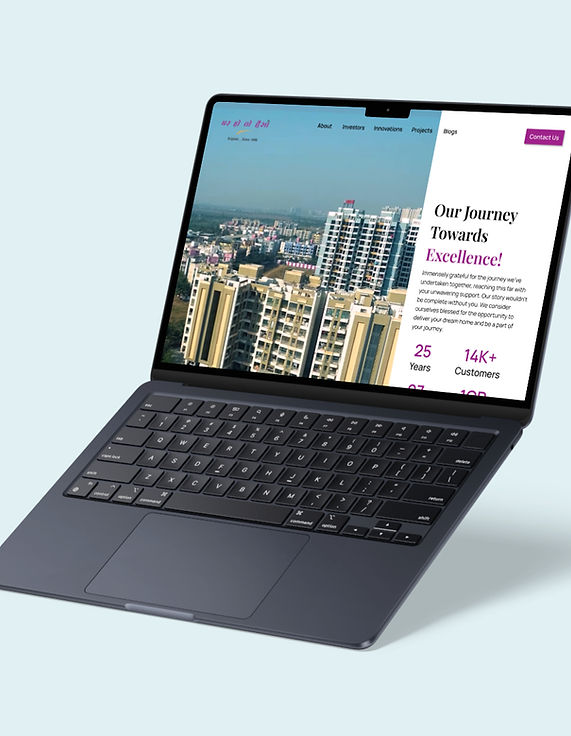 घर हो तो ऐसा
About Investors Innovations Projects Blogs
Contact Us
Our Journey
Towards
Excellence!
Immensely grateful for the journey we've
undertaken together, reaching this far with
your unwavering support. Our story wouldn't
be complete without you. We consider
ourselves blessed for the opportunity to
deliver your dream home and be a part of
your journey.
25 14K+
Years Customers
esc
delete
tab
Q W E R T Y U I O P
caps lock A S D F G H J K L return
shift Z X C V B N M shift
control option command command option